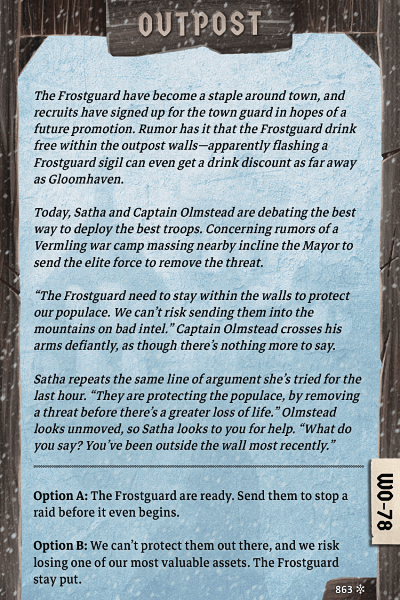 OUTPOST
The Frostguard have become a staple around town, and
recruits have signed up for the town guard in hopes of a
future promotion. Rumor has it that the Frostguard drink
free within the outpost walls—apparently flashing a
Frostguard sigil can even get a drink discount as far away
as Gloomhaven.
Today, Satha and Captain Olmstead are debating the best
way to deploy the best troops. Concerning rumors of a
Vermling war camp massing nearby incline the Mayor to
send the elite force to remove the threat.
“The Frostguard need to stay within the walls to protect
our populace. We can’t risk sending them into the
mountains on bad intel.” Captain Olmstead crosses his
arms defiantly, as though there’s nothing more to say.
Satha repeats the same line of argument she’s tried for the
last hour. “They are protecting the populace, by removing
a threat before there’s a greater loss of life.” Olmstead
looks unmoved, so Satha looks to you for help. “What do
you say? You’ve been outside the wall most recently.”
Option A: The Frostguard are ready. Send them to stop a
raid before it even begins.
Option B: We can’t protect them out there, and we risk
losing one of our most valuable assets. The Frostguard
stay put.
WO-78
863